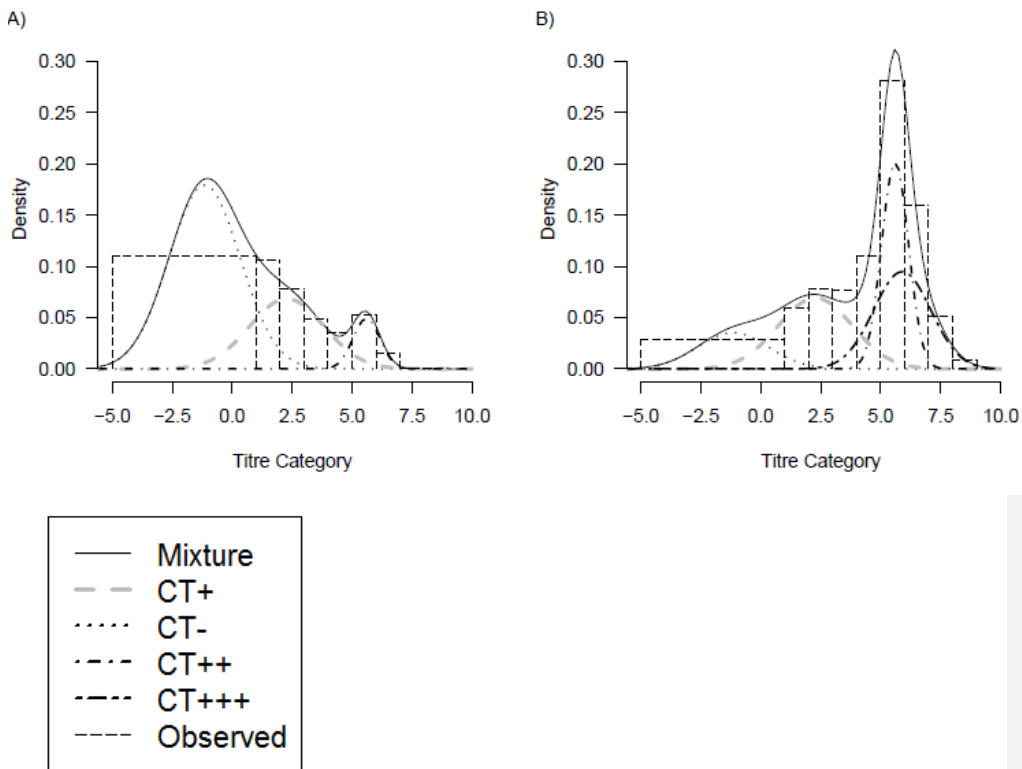 A)
0.30
0.25
0.20
0.15
0.10
0.05
0.00
Density
−5.0 −2.5 0.0 2.5 5.0 7.5 10.0
Titre Category
B)
0.30
0.25
0.20
0.15
0.10
0.05
0.00
Density
−5.0 −2.5 0.0 2.5 5.0 7.5 10.0
Titre Category
Mixture
CT+
CT-
CT++
CT+++
Observed